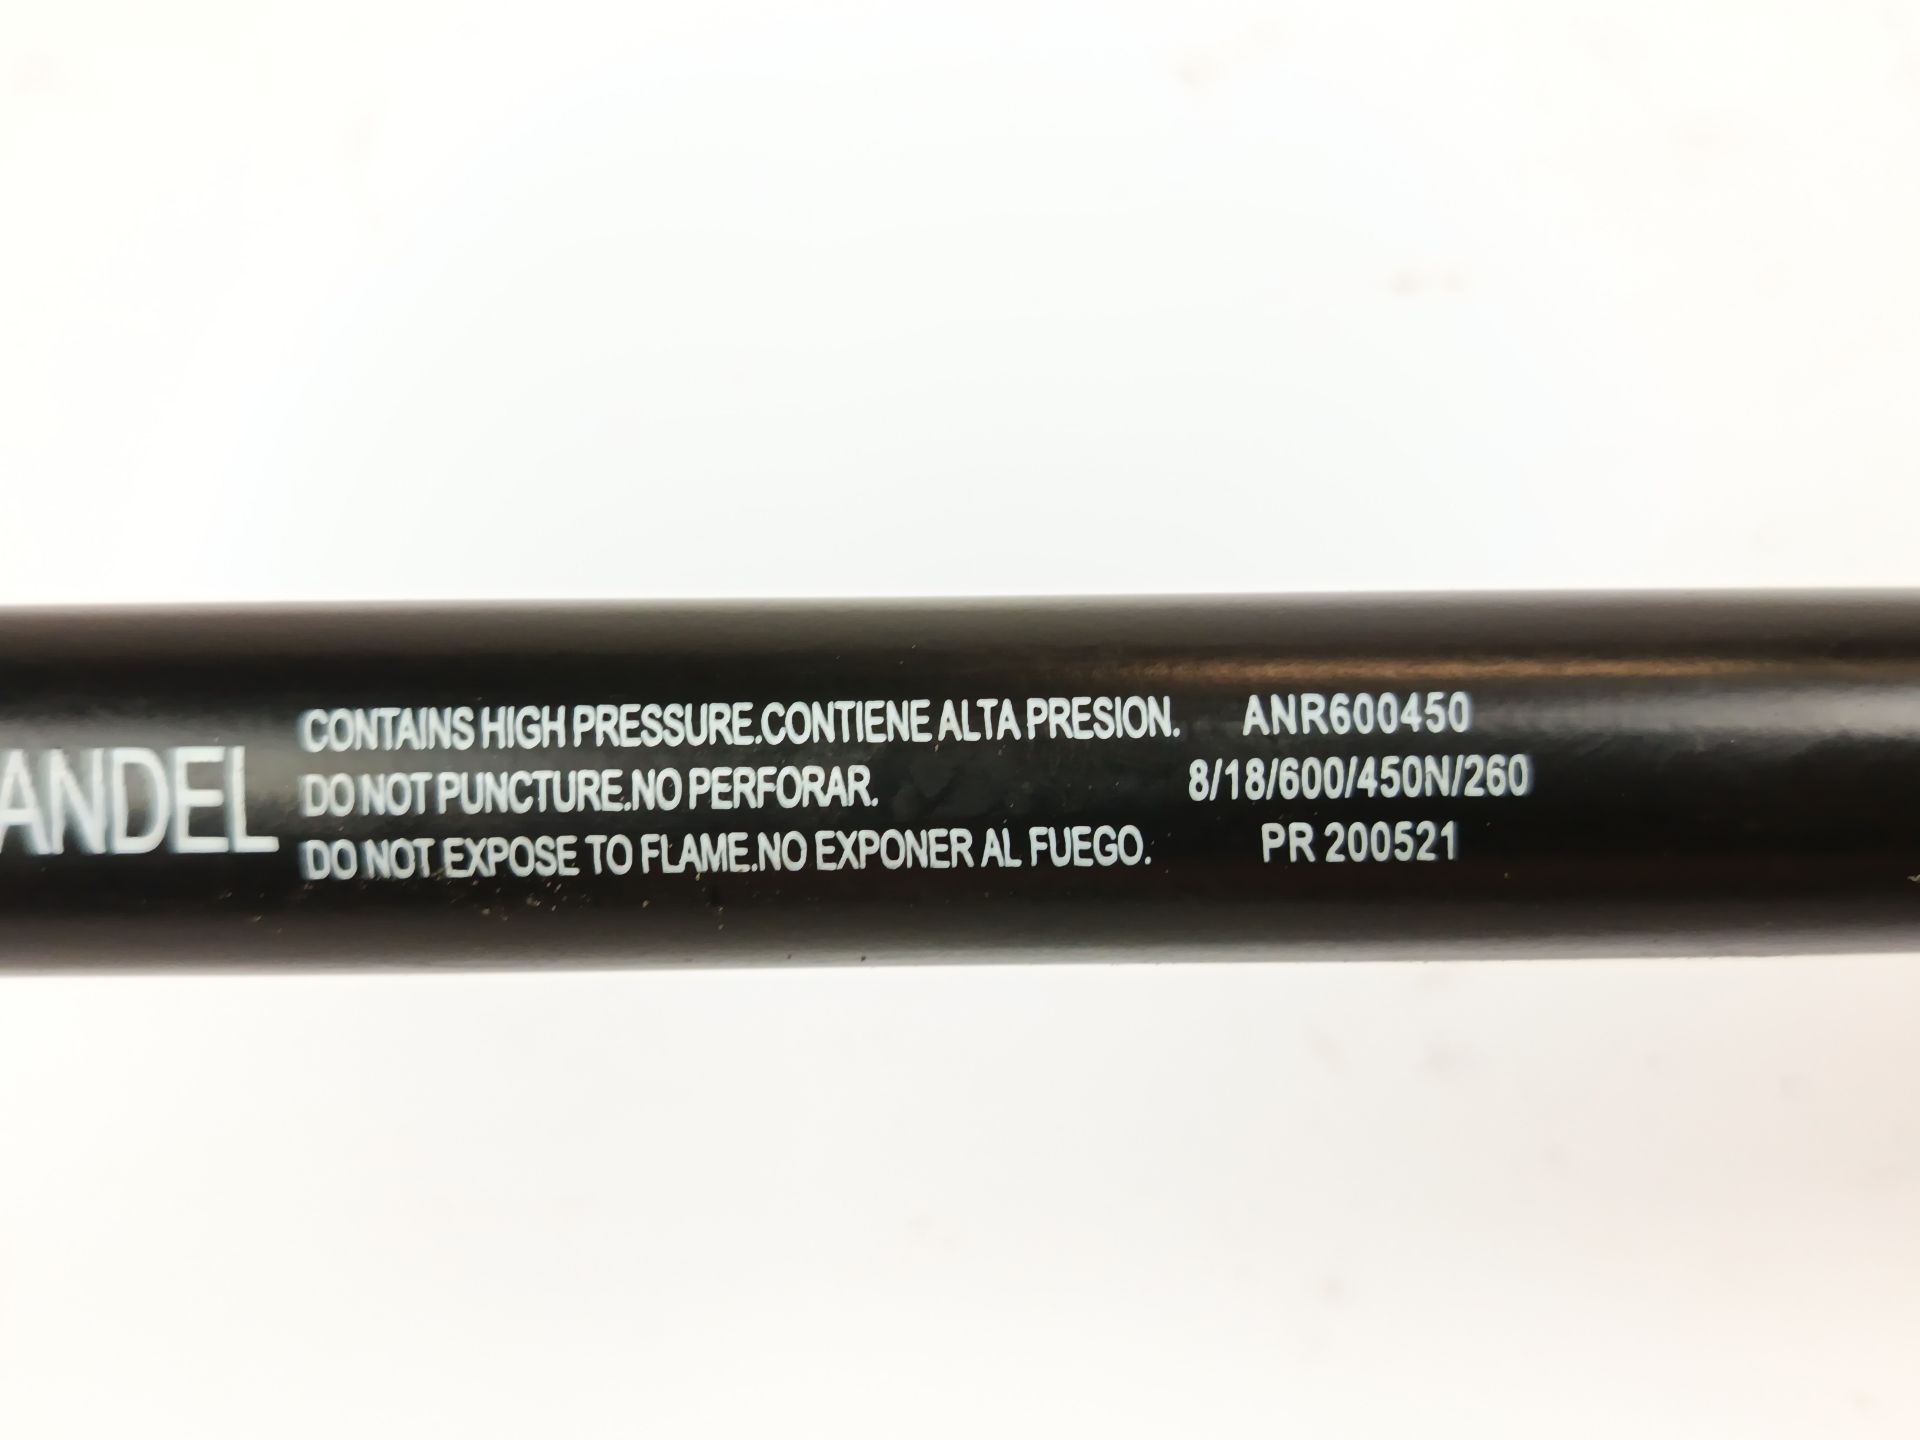 ANDEL
CONTAINS HIGH PRESSURE.CONTIENE ALTA PRESION.
DO NOT PUNCTURE.NO PERFORAR.
DO NOT EXPOSE TO FLAME.NO EXPONER AL FUEGO.
ANR600450
8/18/600/450N/260
PR 200521